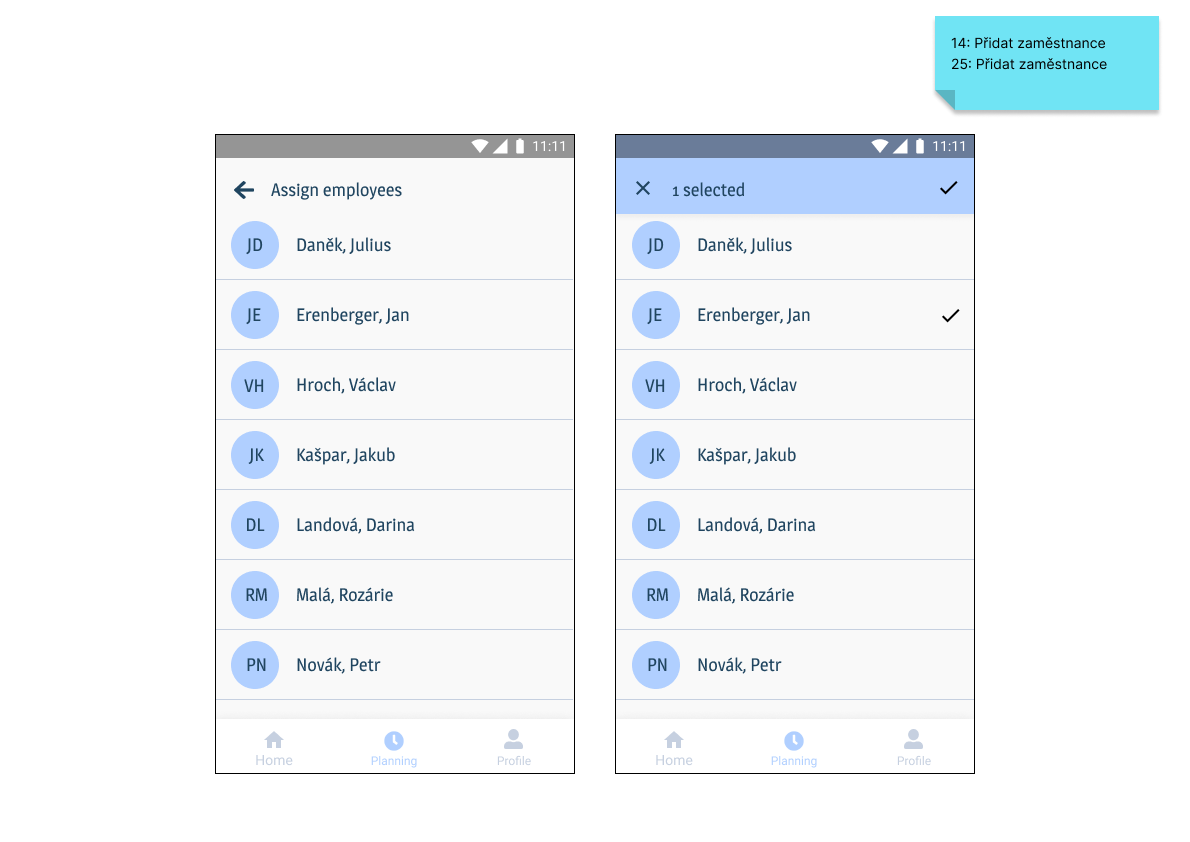 14: Přidat zaměstnance
25: Přidat zaměstnance
11:11
Assign employees
JD Daněk, Julius
JE Erenberger, Jan
VH Hroch, Václav
JK Kašpar, Jakub
DL Landová, Darina
RM Malá, Rozárie
PN Novák, Petr
Home Planning Profile
11:11
1 selected
JD Daněk, Julius
JE Erenberger, Jan
VH Hroch, Václav
JK Kašpar, Jakub
DL Landová, Darina
RM Malá, Rozárie
PN Novák, Petr
Home Planning Profile